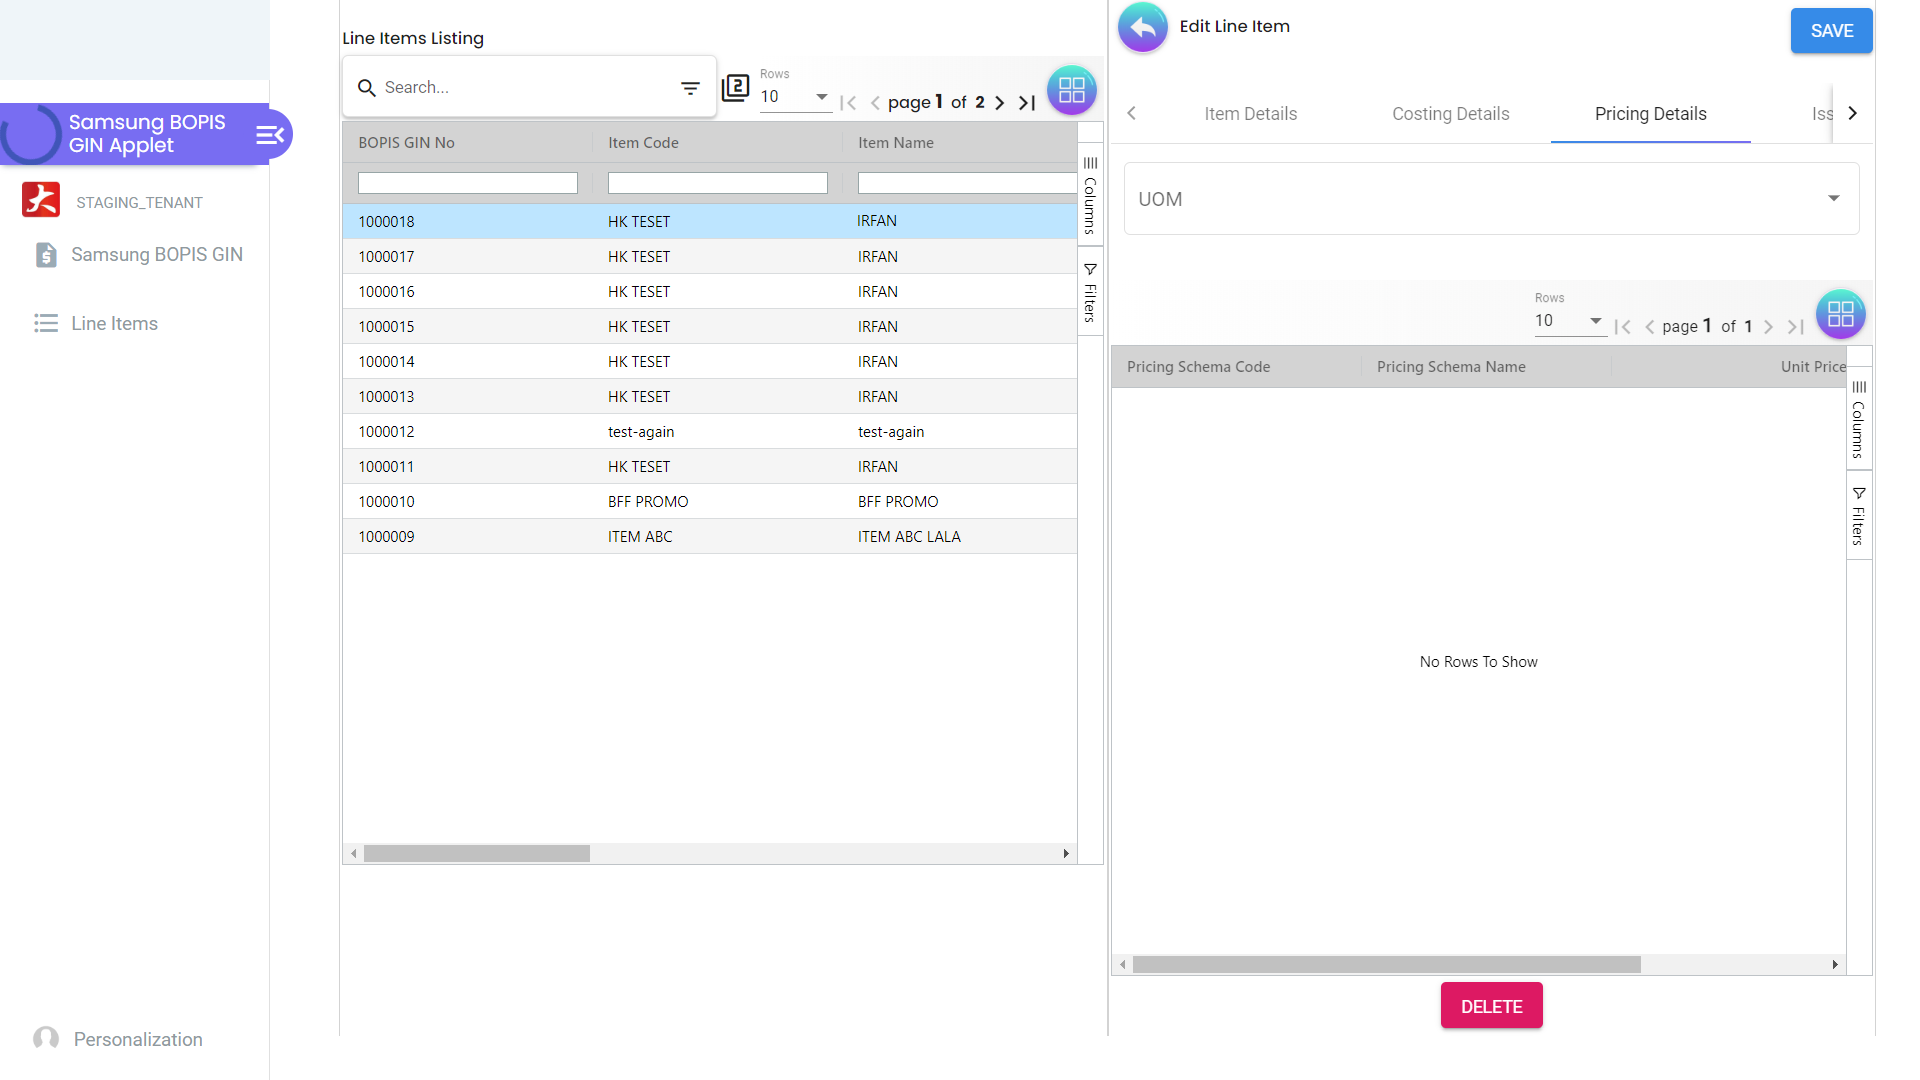 Samsung BOPIS
GIN Applet
STAGING_TENANT
Samsung BOPIS GIN
Line Items
Personalization
Line Items Listing
Search...
2
Rows
10
page 1 of 2
BOPIS GIN No Item Code Item Name
1000018 HK TESET IRFAN
1000017 HK TESET IRFAN
1000016 HK TESET IRFAN
1000015 HK TESET IRFAN
1000014 HK TESET IRFAN
1000013 HK TESET IRFAN
1000012 test-again test-again
1000011 HK TESET IRFAN
1000010 BFF PROMO BFF PROMO
1000009 ITEM ABC ITEM ABC LALA
Columns
Filters
Edit Line Item
SAVE
Item Details Costing Details Pricing Details Iss
UOM
Rows
10
page 1 of 1
Pricing Schema Code Pricing Schema Name Unit Price
No Rows To Show
Columns
Filters
DELETE